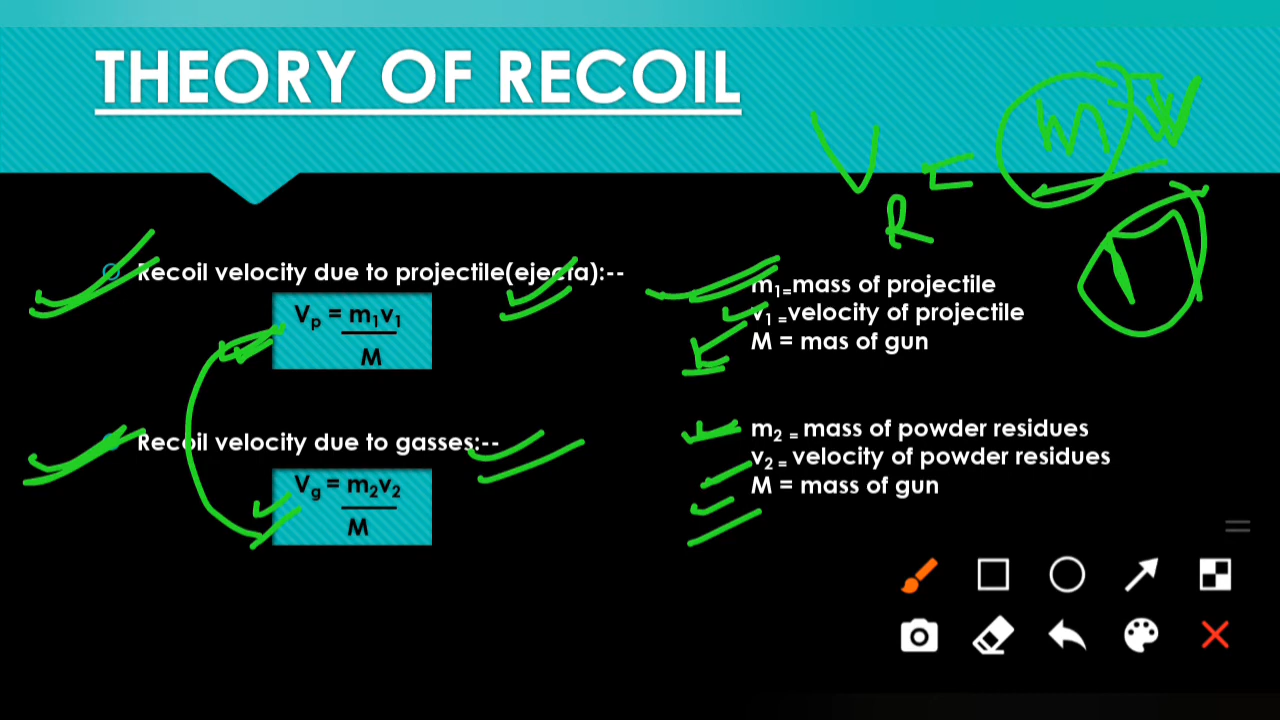 THEORY OF RECOIL
V_R = m × V
M
Recoil velocity due to projectile(ejecta):--
Vₚ = m₁v₁
M
m₁=mass of projectile
v₁ =velocity of projectile
M = mas of gun
Recoil velocity due to gasses:--
V_g = m₂v₂
M
m₂ = mass of powder residues
v₂ = velocity of powder residues
M = mass of gun